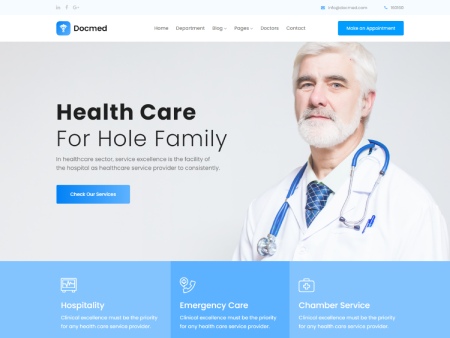 info@docmed.com
Docmed
Home Department Blog Pages Doctors Contact
Make an Appointment
Health Care
For Hole Family
In healthcare sector, service excellence is the facility of
the hospital as healthcare service provider to consistently.
Check Our Services
Hospitality
Emergency Care
Chamber Service
Clinical excellence must be the priority
for any health care service provider.
Clinical excellence must be the priority
for any health care service provider.
Clinical excellence must be the priority
for any health care service provider.